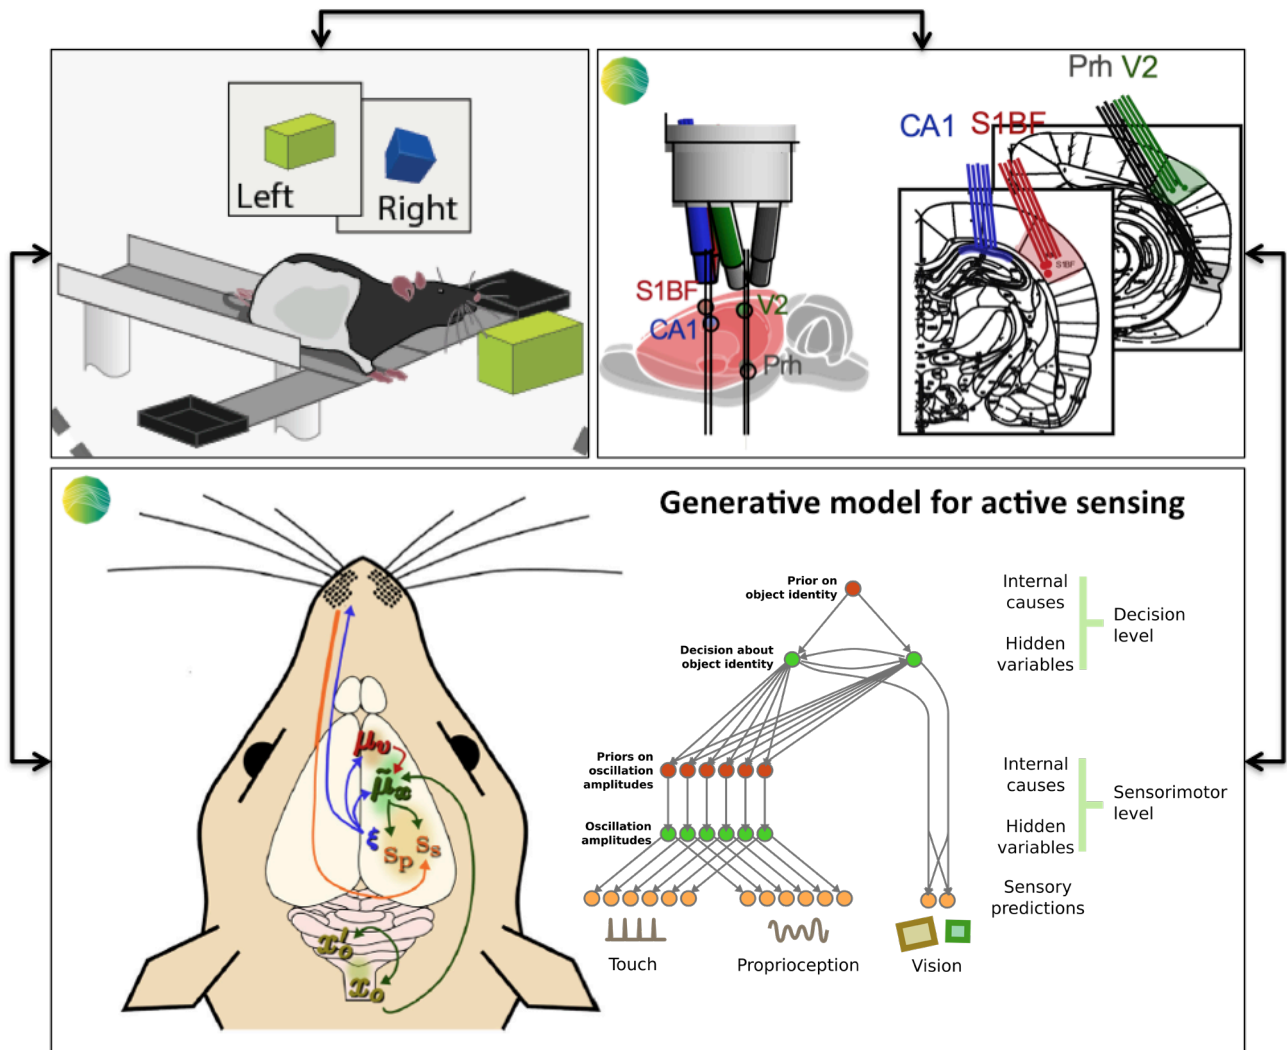 Left
Right
Prh V2
CA1 S1BF
S1BF
S1BF
CA1
V2
Prh
Generative model for active sensing
Prior on
object identity
Decision about
object identity
Priors on
oscillation
amplitudes
Oscillation
amplitudes
Internal
causes
Hidden
variables
Decision
level
Internal
causes
Hidden
variables
Sensorimotor
level
Sensory
predictions
Touch
Proprioception
Vision
μυ
μ̃x
ξ
sp
ss
x′o
xo